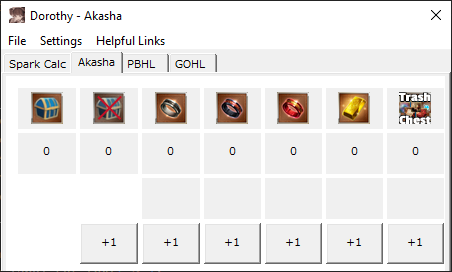 Dorothy - Akasha
File Settings Helpful Links
Spark Calc Akasha PBHL GOHL
Trash
Chest
0 0 0 0 0 0 0
+1 +1 +1 +1 +1 +1